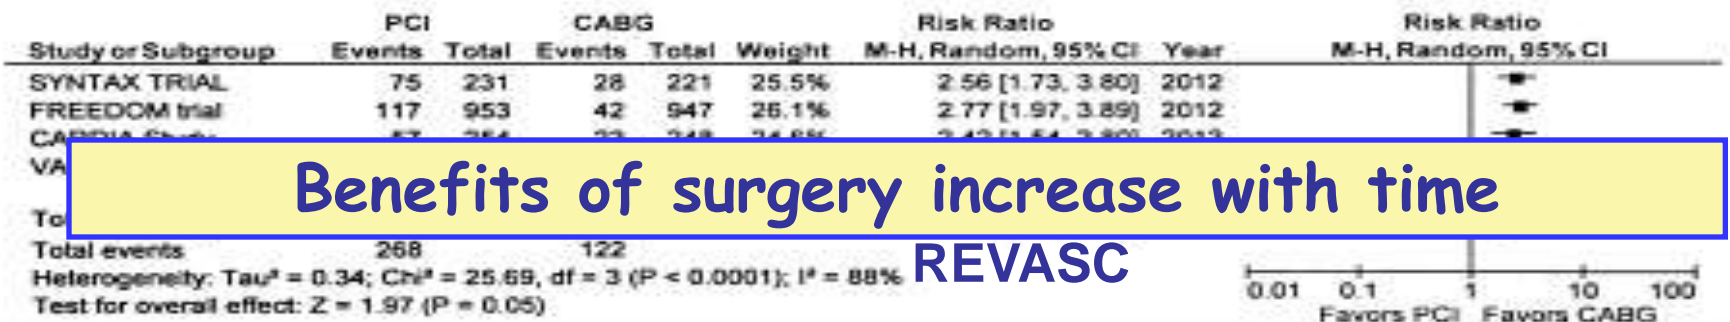 PCI CABG Risk Ratio Risk Ratio
Study or Subgroup Events Total Events Total Weight M-H, Random, 95% CI Year M-H, Random, 95% CI
SYNTAX TRIAL 75 231 28 221 25.5% 2.56 [1.73, 3.80] 2012
FREEDOM trial 117 953 42 947 26.1% 2.77 [1.97, 3.89] 2012
Benefits of surgery increase with time
Total events 268 122
REVASC
Heterogeneity: Tau² = 0.34; Chi² = 25.69, df = 3 (P < 0.0001); I² = 88%
0.01 0.1 1 10 100
Test for overall effect: Z = 1.97 (P = 0.05)
Favors PCI Favors CABG